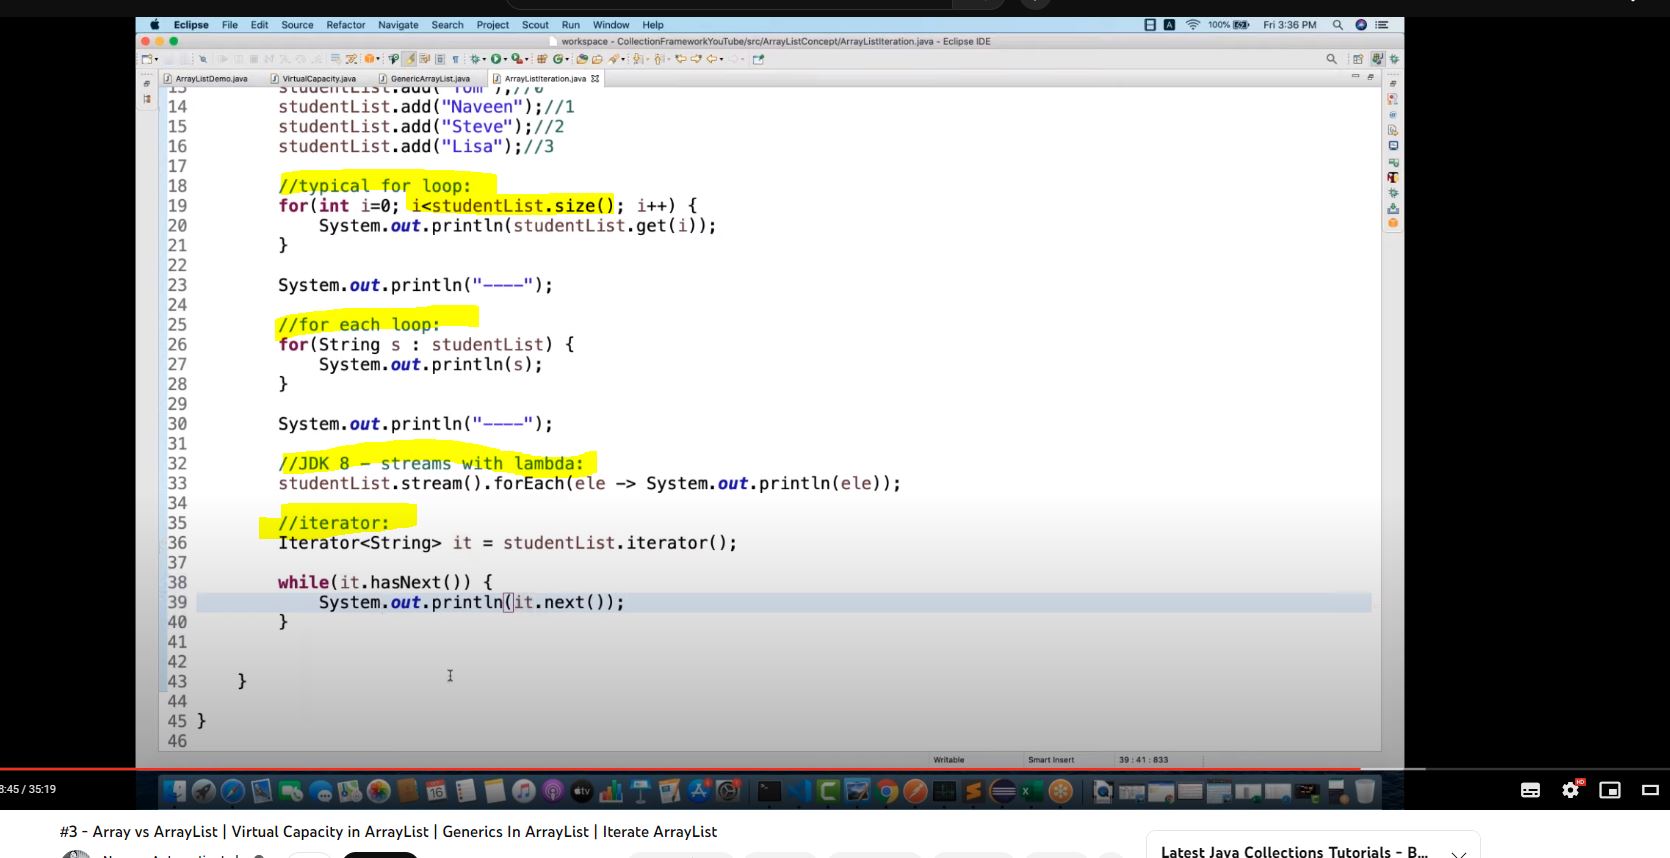 Eclipse File Edit Source Refactor Navigate Search Project Scout Run Window Help 100% Fri 3:36 PM
workspace - CollectionFrameworkYouTube/src/ArrayListConcept/ArrayListIteration.java - Eclipse IDE
ArrayListDemo.java VirtualCapacity.java GenericArrayList.java ArrayListIteration.java
13 studentList.add("Tom");//0
14 studentList.add("Naveen");//1
15 studentList.add("Steve");//2
16 studentList.add("Lisa");//3
17
18 //typical for loop:
19 for(int i=0; i<studentList.size(); i++) {
20 System.out.println(studentList.get(i));
21 }
22
23 System.out.println("----");
24
25 //for each loop:
26 for(String s : studentList) {
27 System.out.println(s);
28 }
29
30 System.out.println("----");
31
32 //JDK 8 - streams with lambda:
33 studentList.stream().forEach(ele -> System.out.println(ele));
34
35 //iterator:
36 Iterator<String> it = studentList.iterator();
37
38 while(it.hasNext()) {
39 System.out.println(it.next());
40 }
41
42
43 }
44
45 }
46
Writable Smart Insert 39 : 41 : 833
16
tv
:45 / 35:19
HD
#3 - Array vs ArrayList | Virtual Capacity in ArrayList | Generics In ArrayList | Iterate ArrayList
Latest Java Collections Tutorials - B...